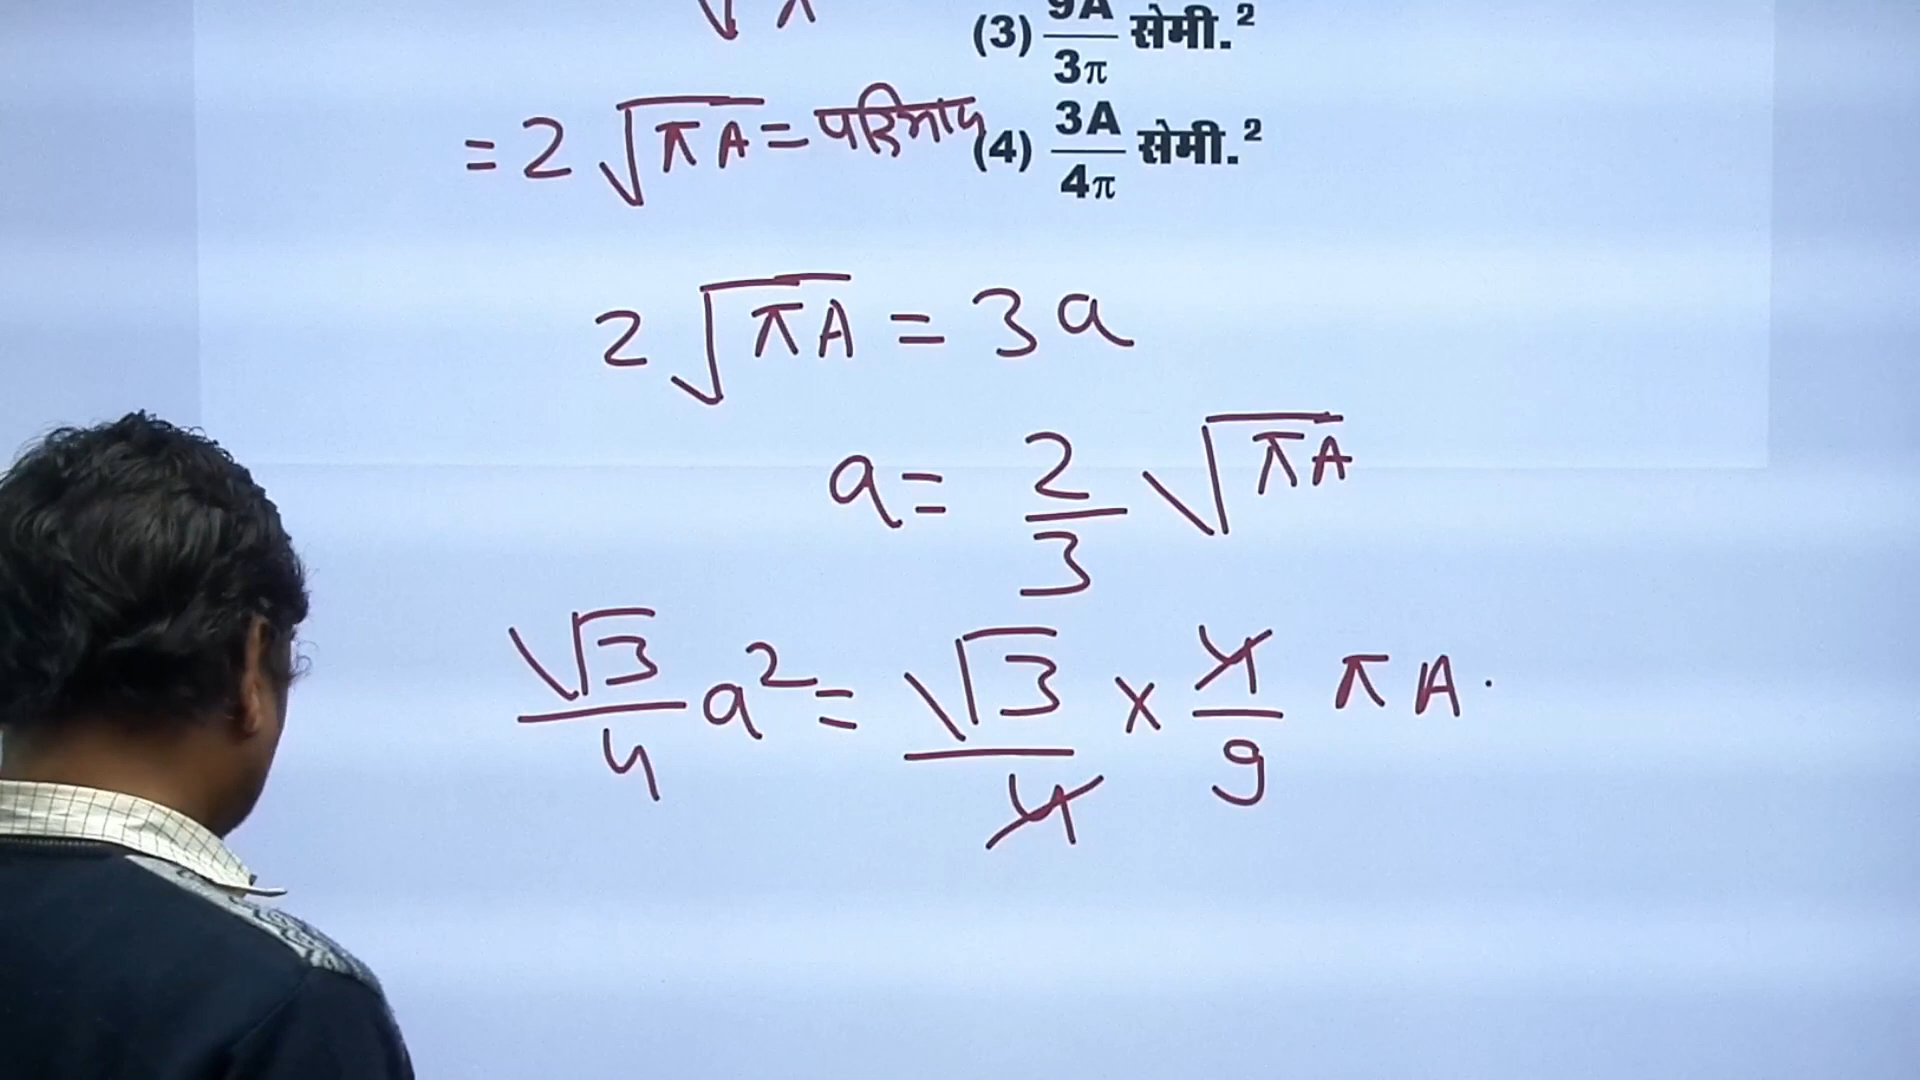 (3) 9A/3π सेमी.²
= 2 √πA = परिमाप
(4) 3A/4π सेमी.²
2 √πA = 3a
a = 2/3 √πA
√3/4 a² = √3/4 × 4/9 πA.